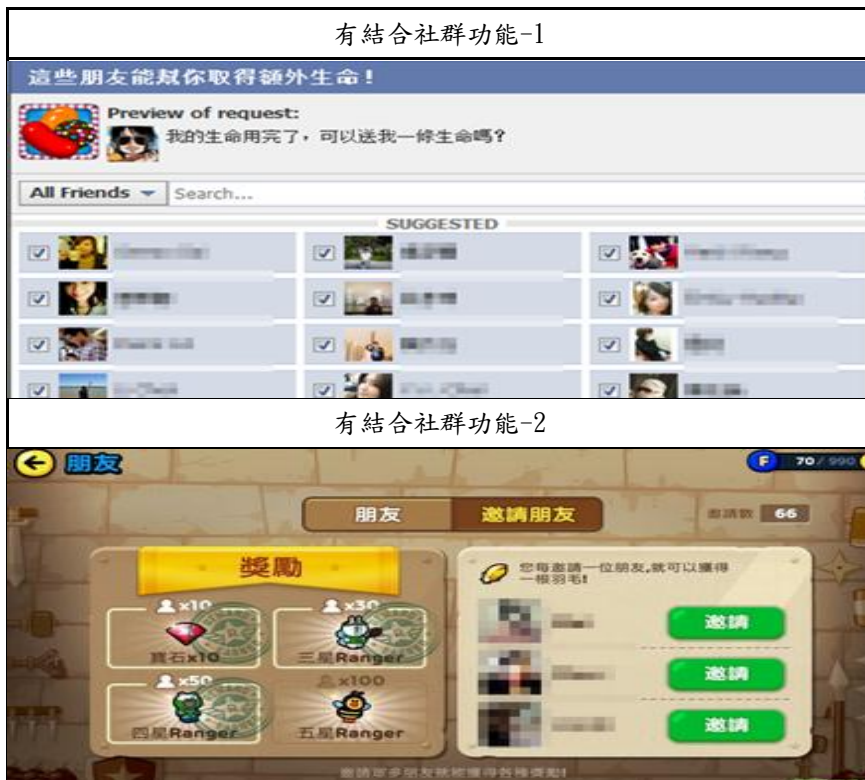 有結合社群功能-1
這些朋友能幫你取得額外生命！
Preview of request:
我的生命用完了，可以送我一條生命嗎?
All Friends
Search...
SUGGESTED
有結合社群功能-2
朋友
F 70 / 990
朋友
邀請朋友
邀請數 66
獎勵
x10
x30
寶石x10
三星Ranger
x50
x100
四星Ranger
五星Ranger
您每邀請一位朋友,就可以獲得
一根羽毛!
邀請
邀請
邀請